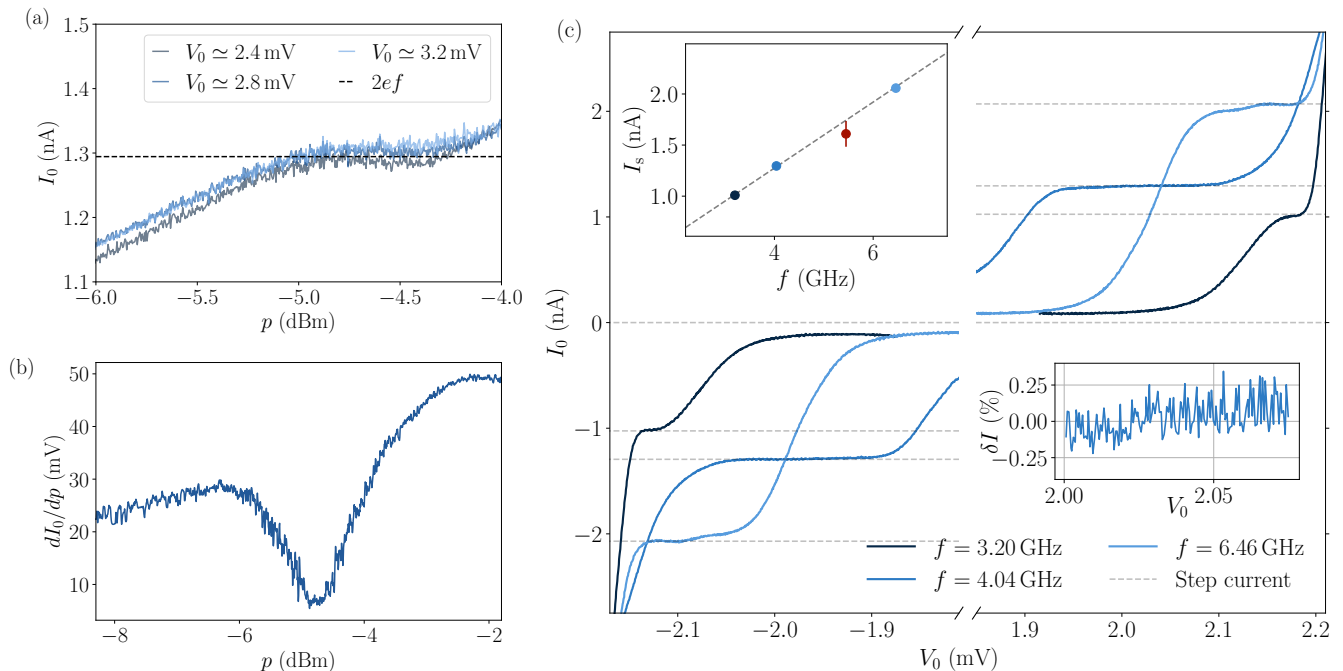 (a)
1.5
1.4
1.3
1.2
1.1
I₀ (nA)
V₀ ≃ 2.4 mV
V₀ ≃ 2.8 mV
V₀ ≃ 3.2 mV
2ef
−6.0 −5.5 −5.0 −4.5 −4.0
p (dBm)
(b)
50
40
30
20
10
dI₀/dp (mV)
−8 −6 −4 −2
p (dBm)
(c)
2
1
0
−1
−2
I₀ (nA)
2.0
1.5
1.0
Iₛ (nA)
4 6
f (GHz)
0.25
0.00
−0.25
δI (%)
2.00 2.05
V₀
f = 3.20 GHz
f = 4.04 GHz
f = 6.46 GHz
Step current
−2.1 −2.0 −1.9 1.9 2.0 2.1 2.2
V₀ (mV)